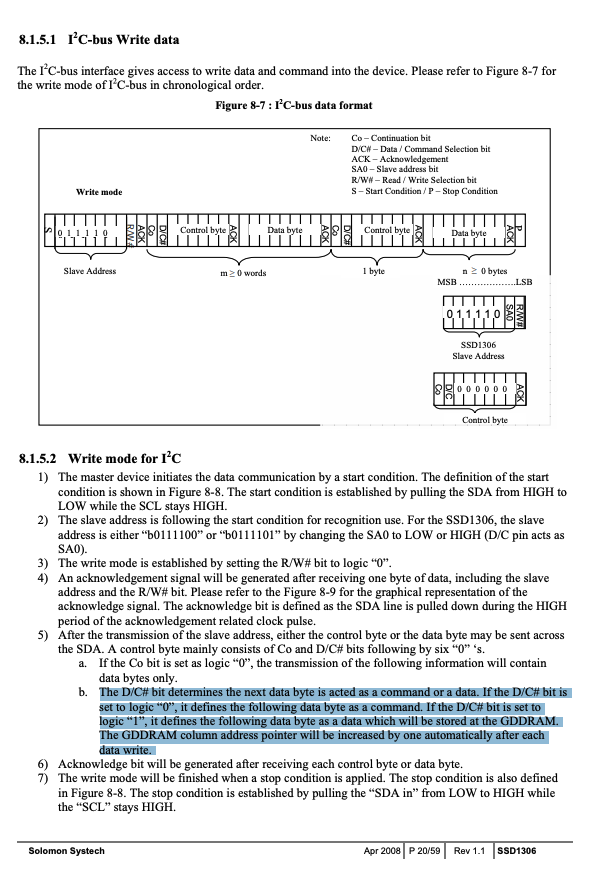 8.1.5.1 I²C-bus Write data
The I²C-bus interface gives access to write data and command into the device. Please refer to Figure 8-7 for
the write mode of I²C-bus in chronological order.
Figure 8-7 : I²C-bus data format
Note: Co – Continuation bit
D/C# – Data / Command Selection bit
ACK – Acknowledgement
SA0 – Slave address bit
R/W# – Read / Write Selection bit
S – Start Condition / P – Stop Condition
Write mode
S 0 1 1 1 1 0 R/W# ACK Co D/C# Control byte ACK Data byte ACK Co D/C# Control byte ACK Data byte ACK P
Slave Address m ≥ 0 words 1 byte n ≥ 0 bytes
MSB ……………….LSB
0 1 1 1 1 0 SA0 R/W#
SSD1306
Slave Address
Co D/C 0 0 0 0 0 0 ACK
Control byte
8.1.5.2 Write mode for I²C
1) The master device initiates the data communication by a start condition. The definition of the start
condition is shown in Figure 8-8. The start condition is established by pulling the SDA from HIGH to
LOW while the SCL stays HIGH.
2) The slave address is following the start condition for recognition use. For the SSD1306, the slave
address is either “b0111100” or “b0111101” by changing the SA0 to LOW or HIGH (D/C pin acts as
SA0).
3) The write mode is established by setting the R/W# bit to logic “0”.
4) An acknowledgement signal will be generated after receiving one byte of data, including the slave
address and the R/W# bit. Please refer to the Figure 8-9 for the graphical representation of the
acknowledge signal. The acknowledge bit is defined as the SDA line is pulled down during the HIGH
period of the acknowledgement related clock pulse.
5) After the transmission of the slave address, either the control byte or the data byte may be sent across
the SDA. A control byte mainly consists of Co and D/C# bits following by six “0” ‘s.
a. If the Co bit is set as logic “0”, the transmission of the following information will contain
data bytes only.
b. The D/C# bit determines the next data byte is acted as a command or a data. If the D/C# bit is
set to logic “0”, it defines the following data byte as a command. If the D/C# bit is set to
logic “1”, it defines the following data byte as a data which will be stored at the GDDRAM.
The GDDRAM column address pointer will be increased by one automatically after each
data write.
6) Acknowledge bit will be generated after receiving each control byte or data byte.
7) The write mode will be finished when a stop condition is applied. The stop condition is also defined
in Figure 8-8. The stop condition is established by pulling the “SDA in” from LOW to HIGH while
the “SCL” stays HIGH.
Solomon Systech Apr 2008 P 20/59 Rev 1.1 SSD1306